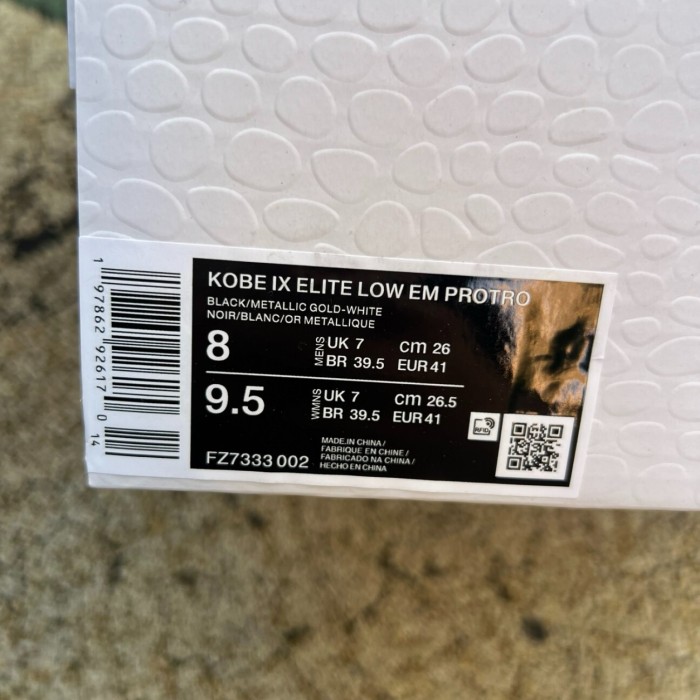 KOBE IX ELITE LOW EM PROTRO
BLACK/METALLIC GOLD-WHITE
NOIR/BLANC/OR METALLIQUE
8 MENS UK 7 cm 26
BR 39.5 EUR 41
9.5 WMNS UK 7 cm 26.5
BR 39.5 EUR 41
FZ7333 002
MADE.IN CHINA /
FABRIQUE EN CHINE /
FABRICADO NA CHINA /
HECHO EN CHINA
RFID
1 97862 92617 0 14